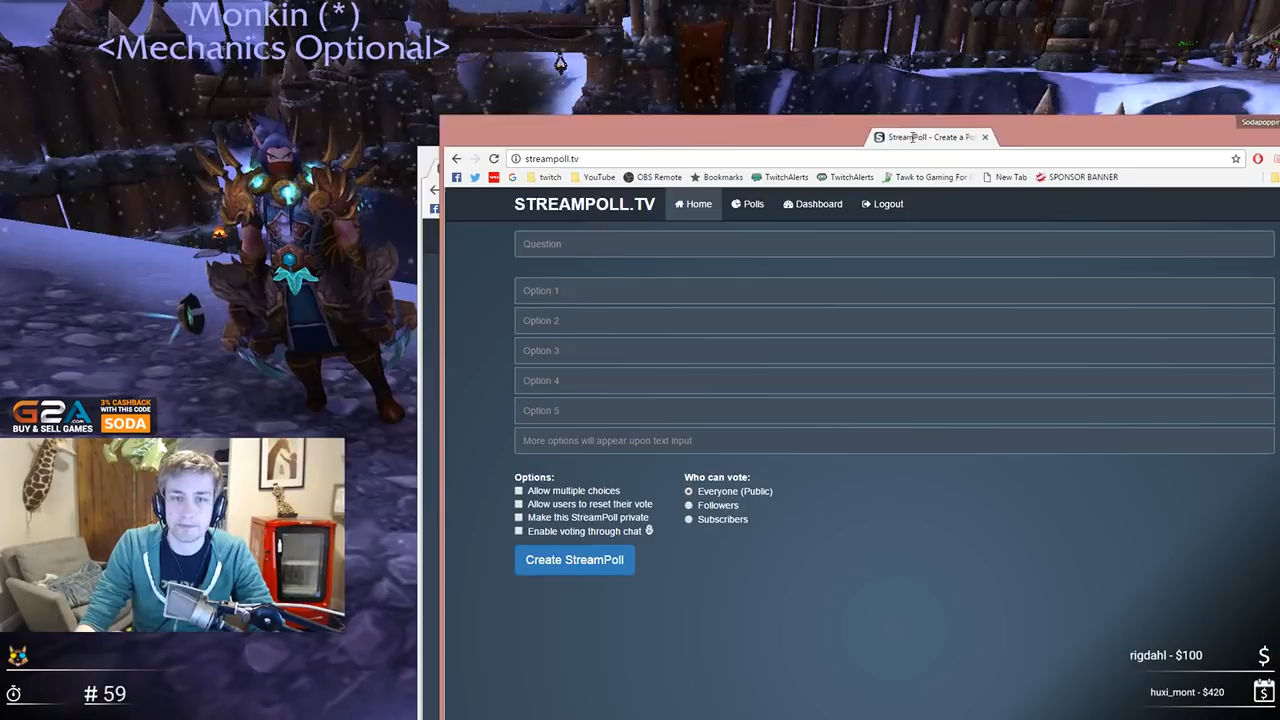 Monkin (*)
<Mechanics Optional>
Sodapoppin
StreamPoll - Create a Po
streampoll.tv
twitch YouTube OBS Remote Bookmarks TwitchAlerts TwitchAlerts Tawk to Gaming For New Tab SPONSOR BANNER
STREAMPOLL.TV Home Polls Dashboard Logout
Question
Option 1
Option 2
Option 3
Option 4
Option 5
More options will appear upon text input
Options:
Allow multiple choices
Allow users to reset their vote
Make this StreamPoll private
Enable voting through chat
Who can vote:
Everyone (Public)
Followers
Subscribers
Create StreamPoll
G2A.COM
BUY & SELL GAMES
3% CASHBACK
WITH THIS CODE
SODA
# 59
rigdahl - $100
$
huxi_mont - $420
$